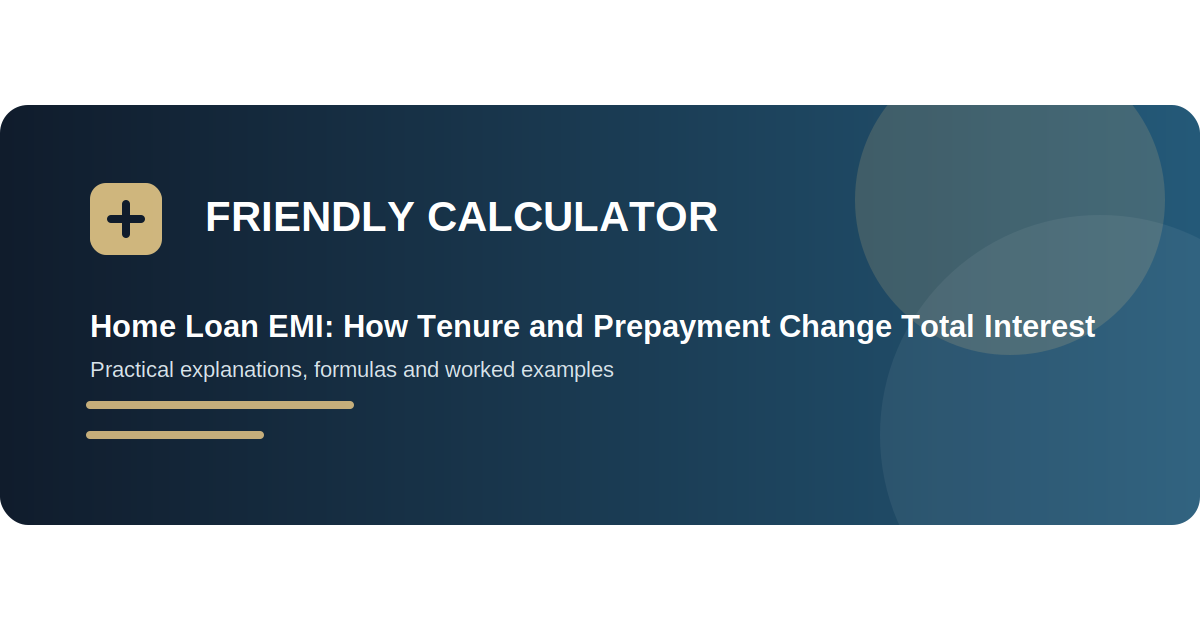 FRIENDLY CALCULATOR
Home Loan EMI: How Tenure and Prepayment Change Total Interest
Practical explanations, formulas and worked examples